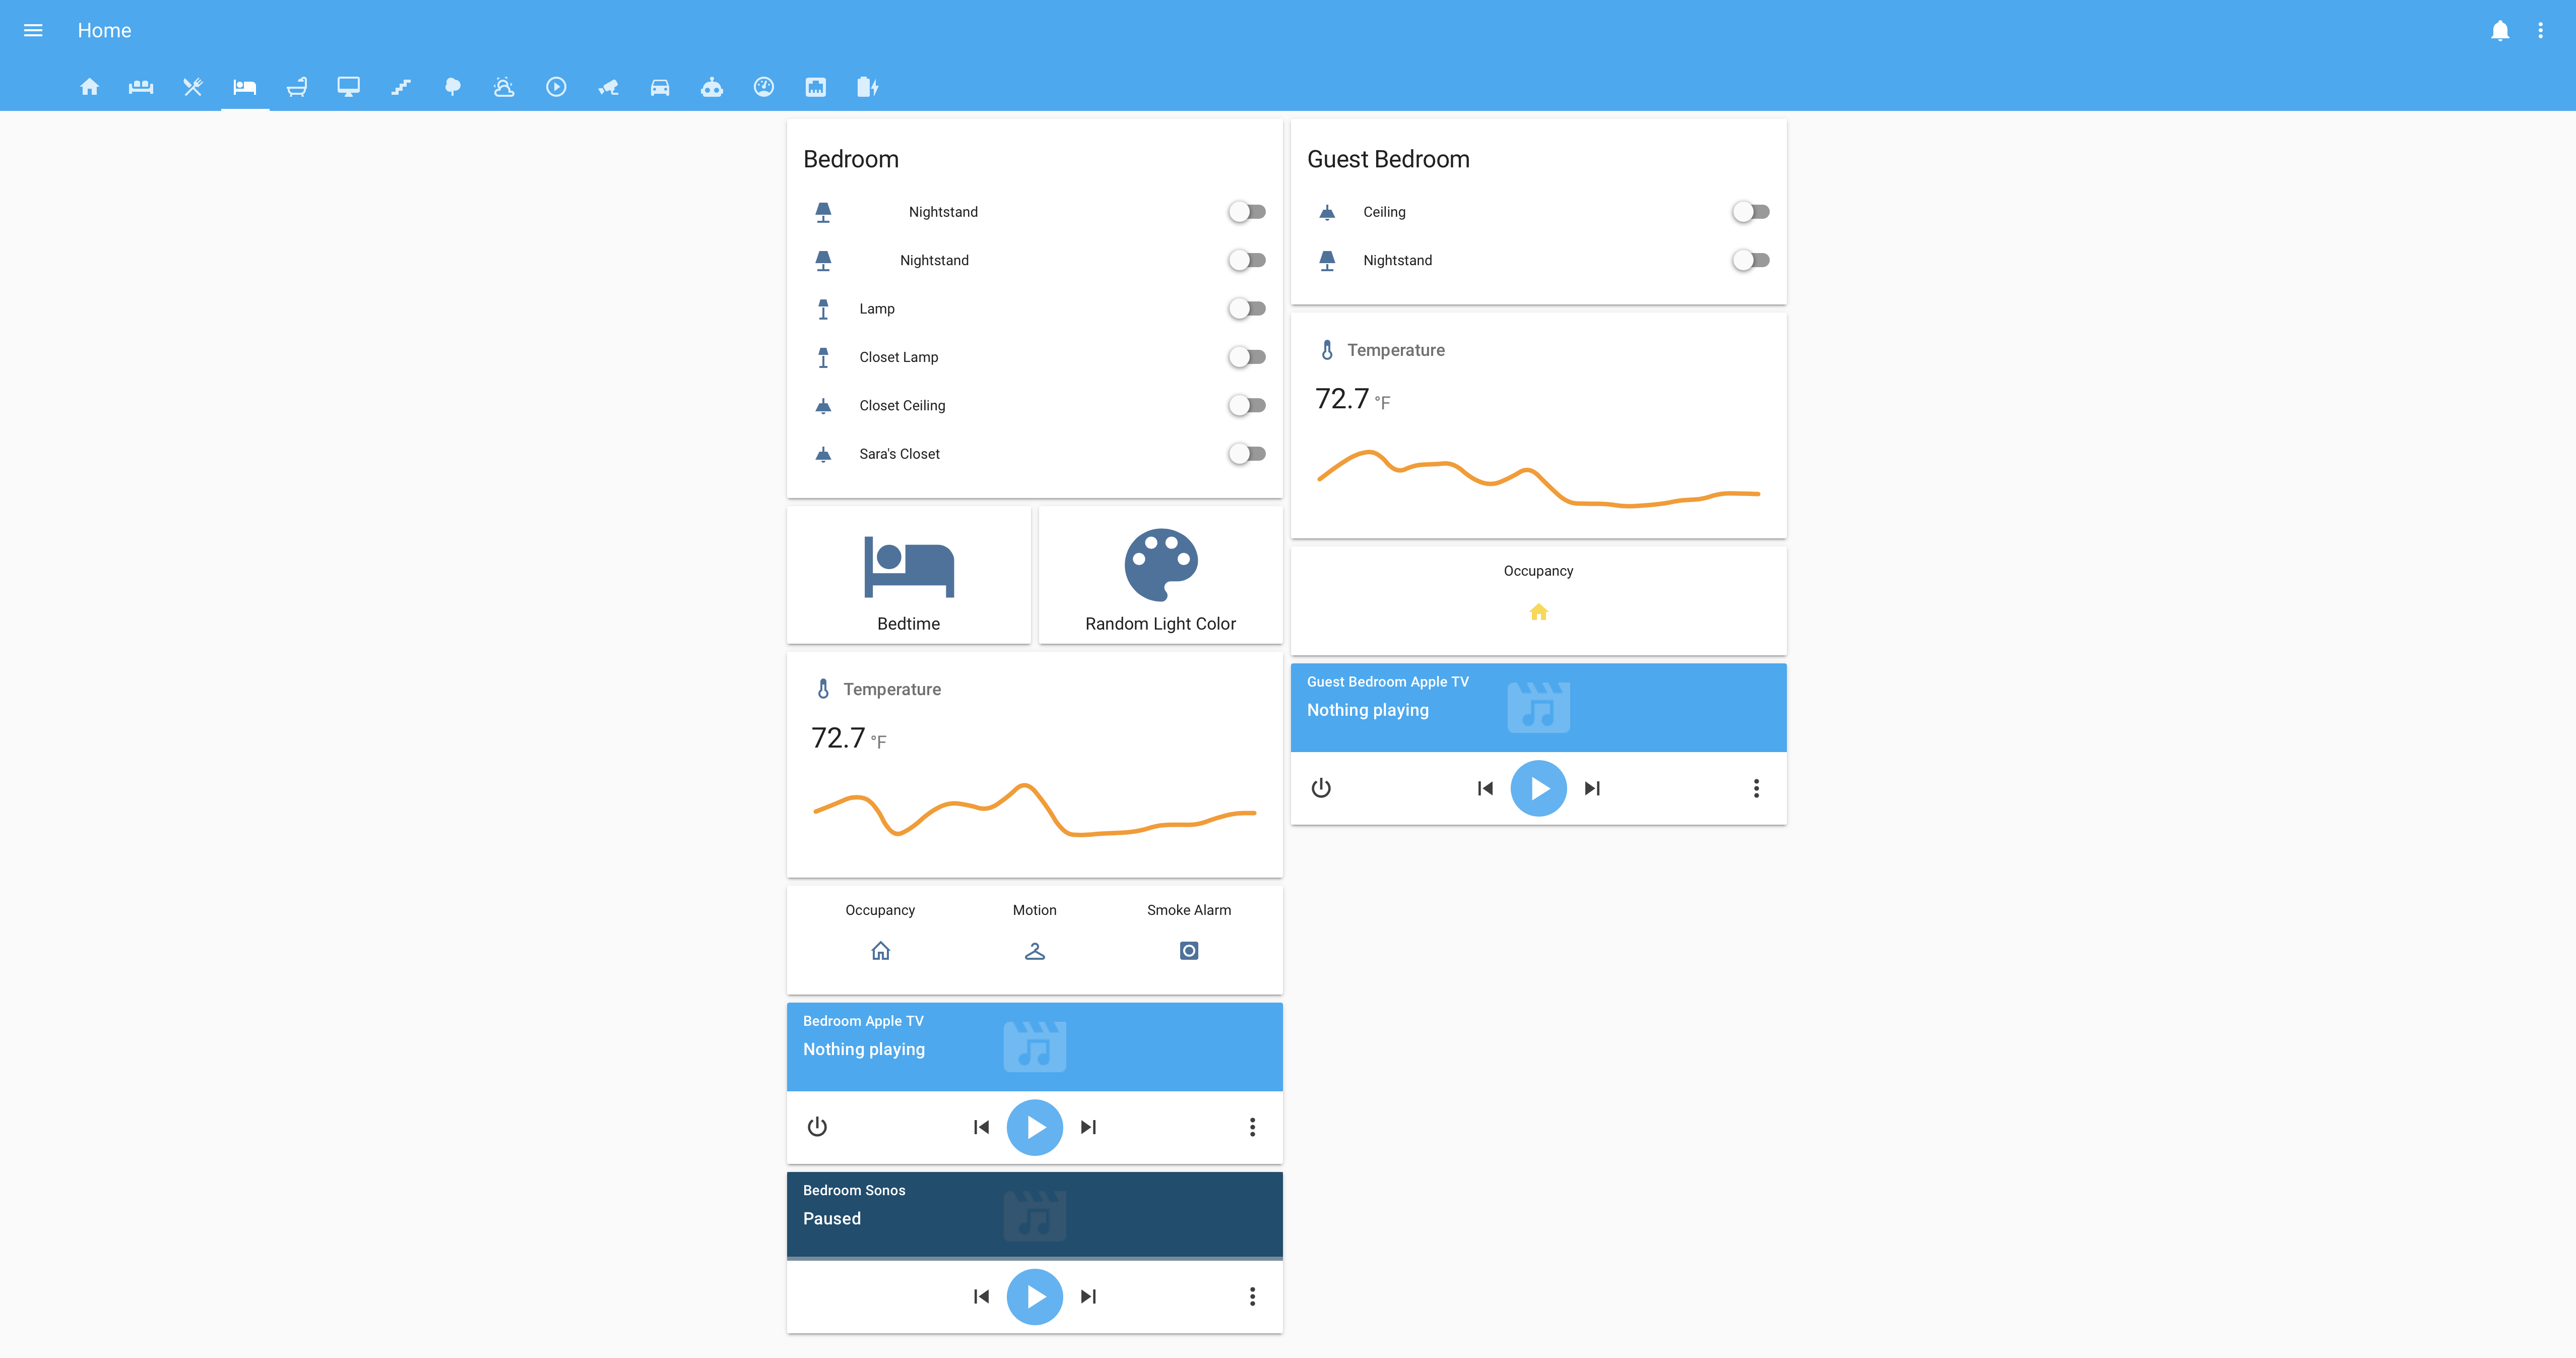 Home
Bedroom
Nightstand
Nightstand
Lamp
Closet Lamp
Closet Ceiling
Sara's Closet
Bedtime
Random Light Color
Temperature
72.7 °F
Occupancy
Motion
Smoke Alarm
Bedroom Apple TV
Nothing playing
Bedroom Sonos
Paused
Guest Bedroom
Ceiling
Nightstand
Temperature
72.7 °F
Occupancy
Guest Bedroom Apple TV
Nothing playing